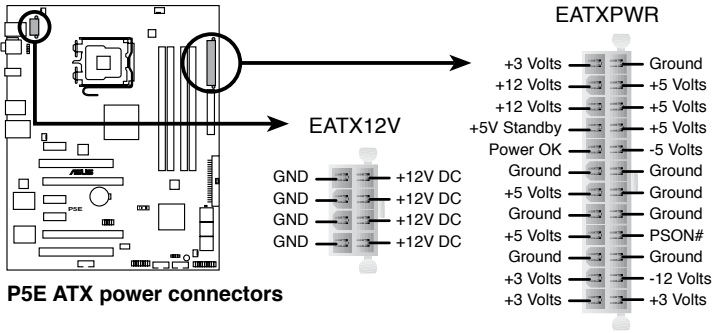 EATXPWR
+3 Volts Ground
+12 Volts +5 Volts
+12 Volts +5 Volts
+5V Standby +5 Volts
Power OK -5 Volts
Ground Ground
+5 Volts Ground
Ground Ground
+5 Volts PSON#
Ground Ground
+3 Volts -12 Volts
+3 Volts +3 Volts
EATX12V
GND +12V DC
GND +12V DC
GND +12V DC
GND +12V DC
ASUS
P5E
P5E ATX power connectors